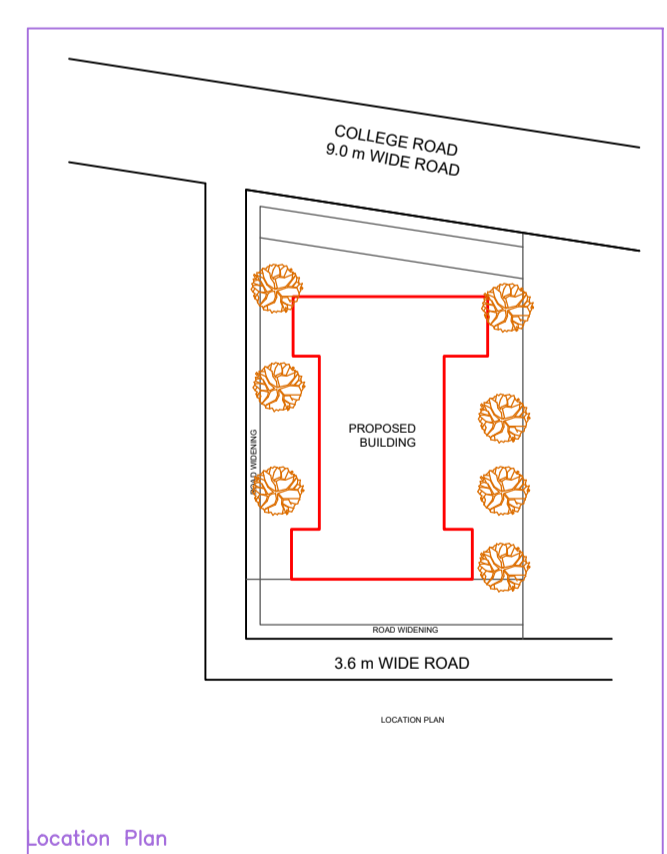 COLLEGE ROAD
9.0 m WIDE ROAD
PROPOSED
BUILDING
ROAD WIDENING
ROAD WIDENING
3.6 m WIDE ROAD
LOCATION PLAN
Location Plan